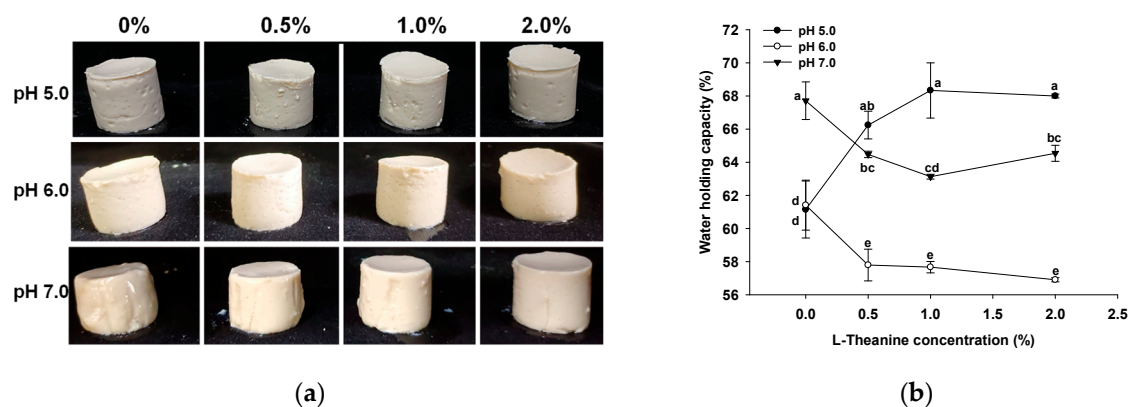 0% 0.5% 1.0% 2.0%
pH 5.0
pH 6.0
pH 7.0
(a)
72
70
68
66
64
62
60
58
56
Water holding capacity (%)
pH 5.0
pH 6.0
pH 7.0
a
ab
a
a
bc
cd
bc
d
d
e
e
e
0.0 0.5 1.0 1.5 2.0 2.5
L-Theanine concentration (%)
(b)